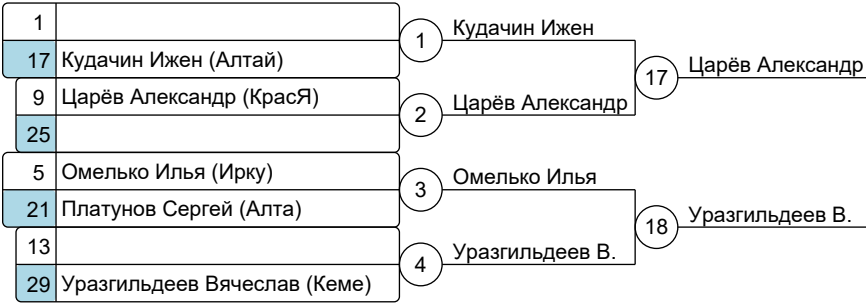 1
17 Кудачин Ижен (Алтай)
9 Царёв Александр (КрасЯ)
25
5 Омелько Илья (Ирку)
21 Платунов Сергей (Алта)
13
29 Уразгильдеев Вячеслав (Кеме)
1 Кудачин Ижен
2 Царёв Александр
3 Омелько Илья
4 Уразгильдеев В.
17 Царёв Александр
18 Уразгильдеев В.